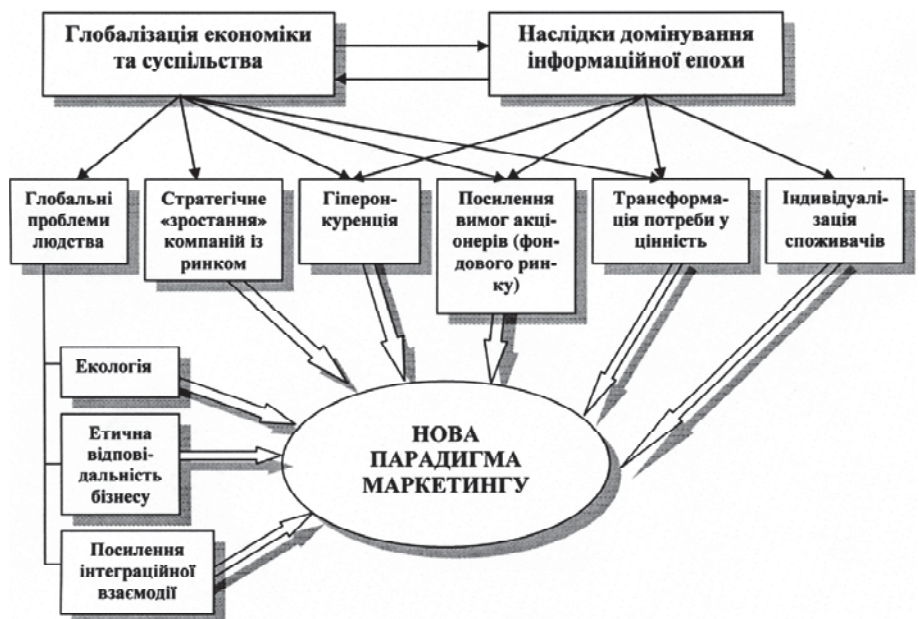 Глобалізація економіки
та суспільства
Наслідки домінування
інформаційної епохи
Глобальні
проблеми
людства
Стратегічне
«зростання»
компаній із
ринком
Гіперон-
куренція
Посилення
вимог акці-
онерів (фон-
дового рин-
ку)
Трансформа-
ція потреби у
цінність
Індивідуалі-
зація
споживачів
Екологія
Етична
відпові-
дальність
бізнесу
Посилення
інтеграційної
взаємодії
НОВА
ПАРАДИГМА
МАРКЕТИНГУ